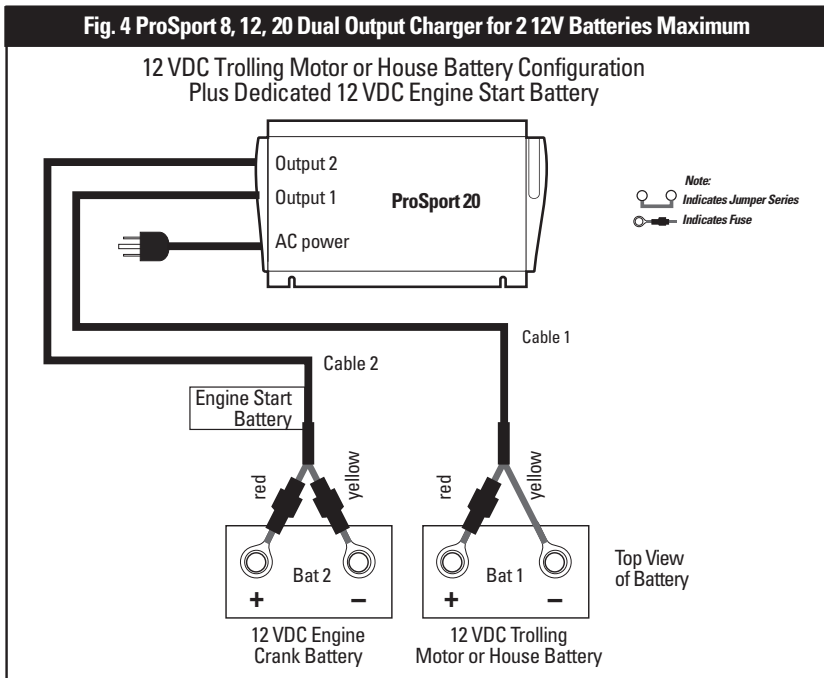 Fig. 4 ProSport 8, 12, 20 Dual Output Charger for 2 12V Batteries Maximum
12 VDC Trolling Motor or House Battery Configuration
Plus Dedicated 12 VDC Engine Start Battery
Output 2
Output 1
ProSport 20
AC power
Note:
Indicates Jumper Series
Indicates Fuse
Cable 1
Cable 2
Engine Start
Battery
red
yellow
red
yellow
Bat 2
+
−
Bat 1
+
−
Top View
of Battery
12 VDC Engine
Crank Battery
12 VDC Trolling
Motor or House Battery